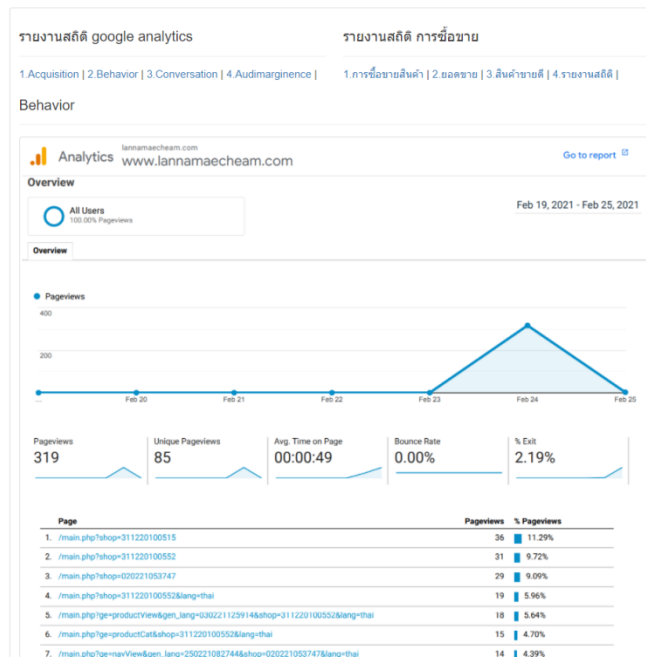 รายงานสถิติ google analytics
รายงานสถิติ การซื้อขาย
1.Acquisition | 2.Behavior | 3.Conversation | 4.Audimarginence |
1.การซื้อขายสินค้า | 2.ยอดขาย | 3.สินค้าขายดี | 4.รายงานสถิติ |
Behavior
Analytics
lannamaecheam.com
www.lannamaecheam.com
Go to report
Overview
All Users
100.00% Pageviews
Feb 19, 2021 - Feb 25, 2021
Overview
Pageviews
400
200
... Feb 20 Feb 21 Feb 22 Feb 23 Feb 24 Feb 25
Pageviews Unique Pageviews Avg. Time on Page Bounce Rate % Exit
319 85 00:00:49 0.00% 2.19%
Page Pageviews % Pageviews
1. /main.php?shop=311220100515 36 11.29%
2. /main.php?shop=311220100552 31 9.72%
3. /main.php?shop=020221053747 29 9.09%
4. /main.php?shop=311220100552&lang=thai 19 5.96%
5. /main.php?ge=productView&gen_lang=030221125914&shop=311220100552&lang=thai 18 5.64%
6. /main.php?ge=productCat&shop=311220100552&lang=thai 15 4.70%
7. /main.php?ge=navView&gen_lang=250221082744&shop=020221053747&lang=thai 14 4.39%